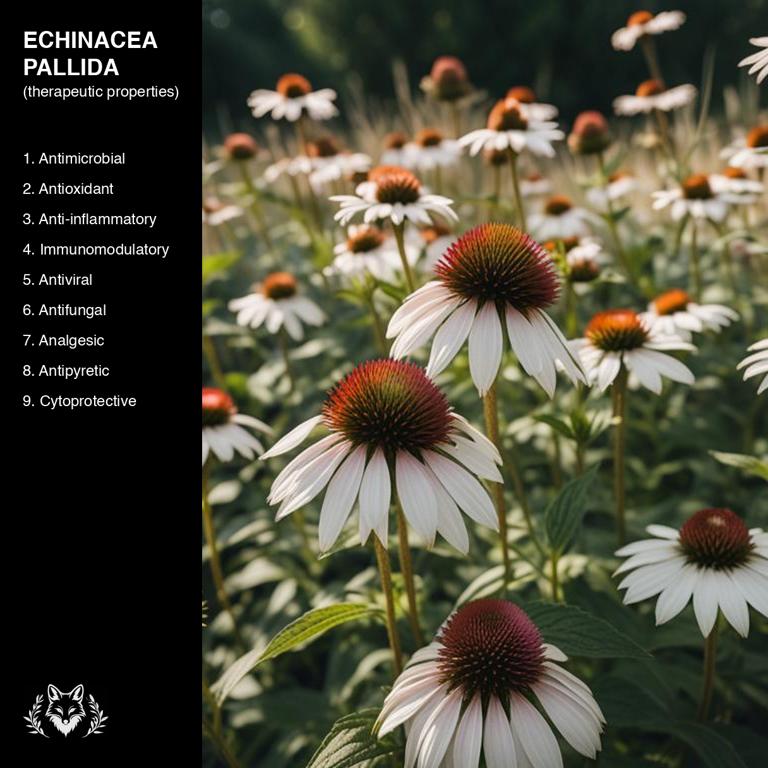 ECHINACEA
PALLIDA
(therapeutic properties)
1. Antimicrobial
2. Antioxidant
3. Anti-inflammatory
4. Immunomodulatory
5. Antiviral
6. Antifungal
7. Analgesic
8. Antipyretic
9. Cytoprotective